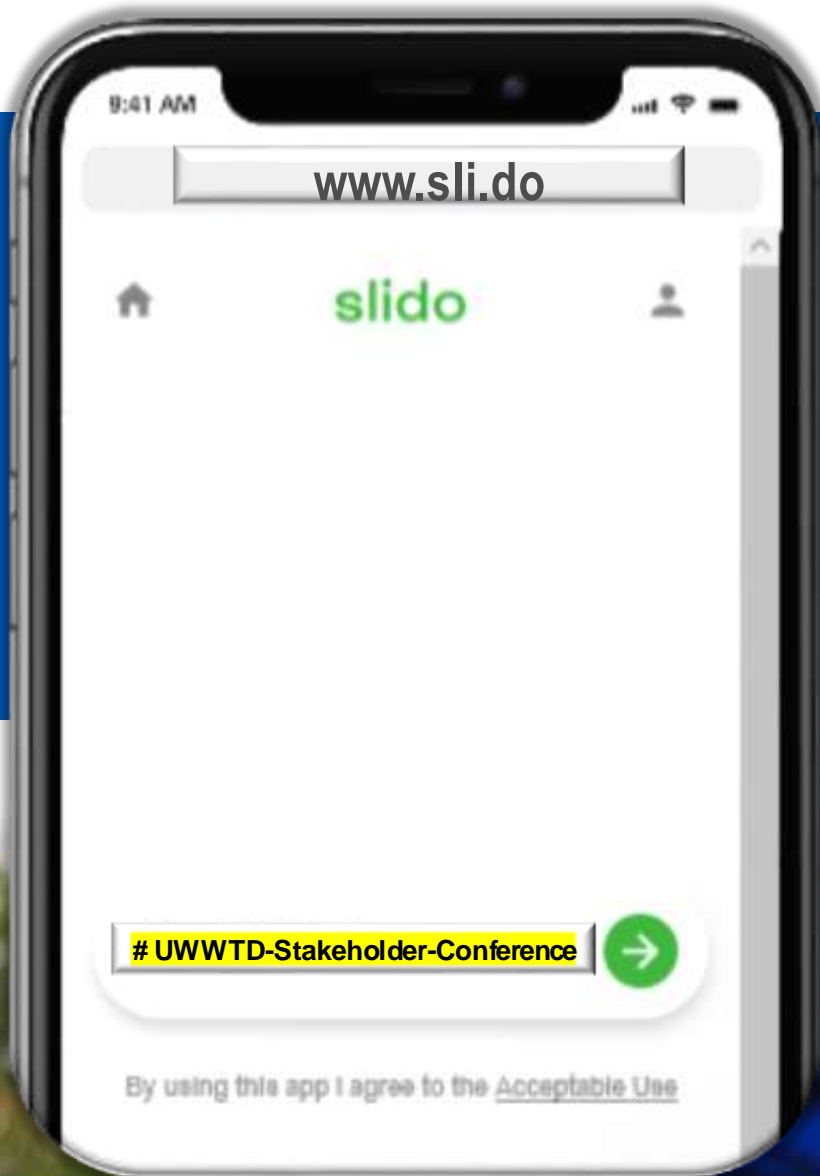 9:41 AM
www.sli.do
slido
# UWWTD-Stakeholder-Conference
By using this app I agree to the Acceptable Use